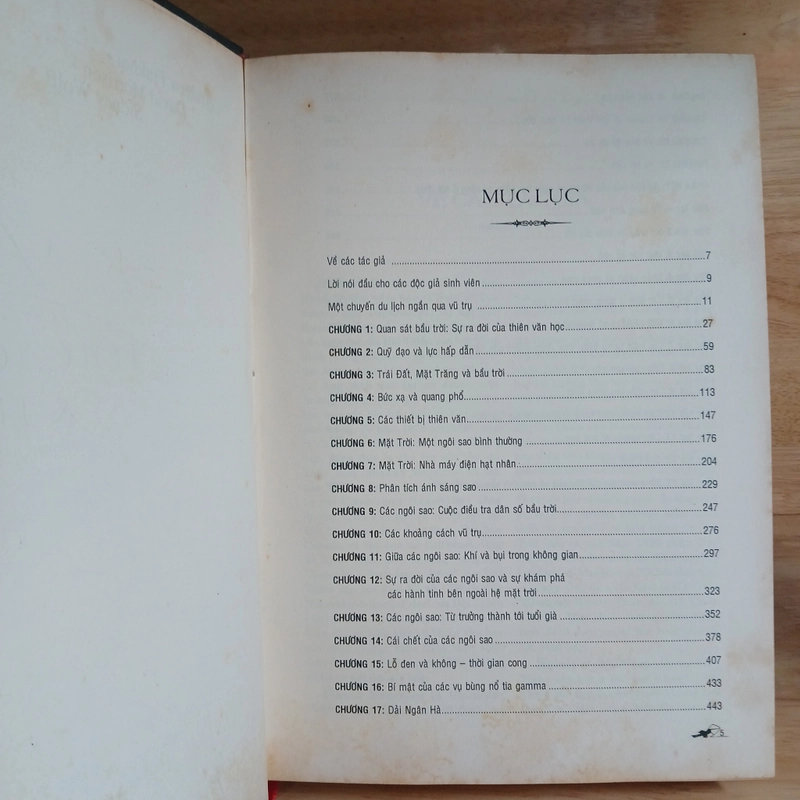 MỤC LỤC
Về các tác giả ........ 7
Lời nói đầu cho các độc giả sinh viên ........ 9
Một chuyến du lịch ngắn qua vũ trụ ........ 11
CHƯƠNG 1: Quan sát bầu trời: Sự ra đời của thiên văn học ........ 27
CHƯƠNG 2: Quỹ đạo và lực hấp dẫn ........ 59
CHƯƠNG 3: Trái Đất, Mặt Trăng và bầu trời ........ 83
CHƯƠNG 4: Bức xạ và quang phổ ........ 113
CHƯƠNG 5: Các thiết bị thiên văn ........ 147
CHƯƠNG 6: Mặt Trời: Một ngôi sao bình thường ........ 176
CHƯƠNG 7: Mặt Trời: Nhà máy điện hạt nhân ........ 204
CHƯƠNG 8: Phân tích ánh sáng sao ........ 229
CHƯƠNG 9: Các ngôi sao: Cuộc điều tra dân số bầu trời ........ 247
CHƯƠNG 10: Các khoảng cách vũ trụ ........ 276
CHƯƠNG 11: Giữa các ngôi sao: Khí và bụi trong không gian ........ 297
CHƯƠNG 12: Sự ra đời của các ngôi sao và sự khám phá
các hành tinh bên ngoài hệ mặt trời ........ 323
CHƯƠNG 13: Các ngôi sao: Từ trưởng thành tới tuổi già ........ 352
CHƯƠNG 14: Cái chết của các ngôi sao ........ 378
CHƯƠNG 15: Lỗ đen và không – thời gian cong ........ 407
CHƯƠNG 16: Bí mật của các vụ bùng nổ tia gamma ........ 433
CHƯƠNG 17: Dải Ngân Hà ........ 443
5